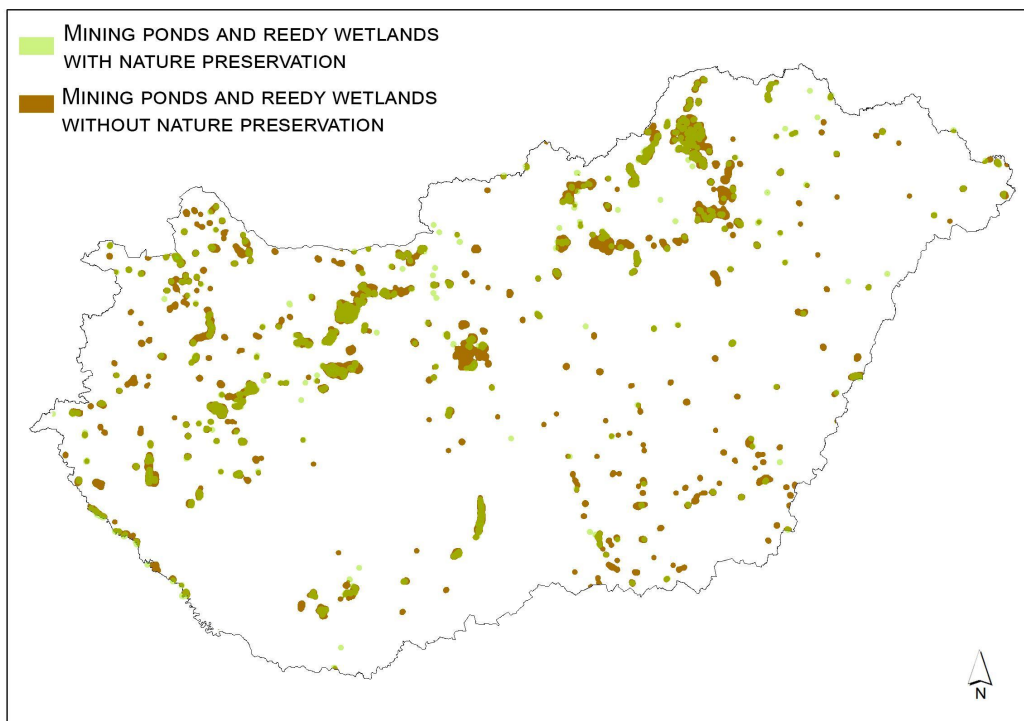 Mining ponds and reedy wetlands
with nature preservation
Mining ponds and reedy wetlands
without nature preservation
N